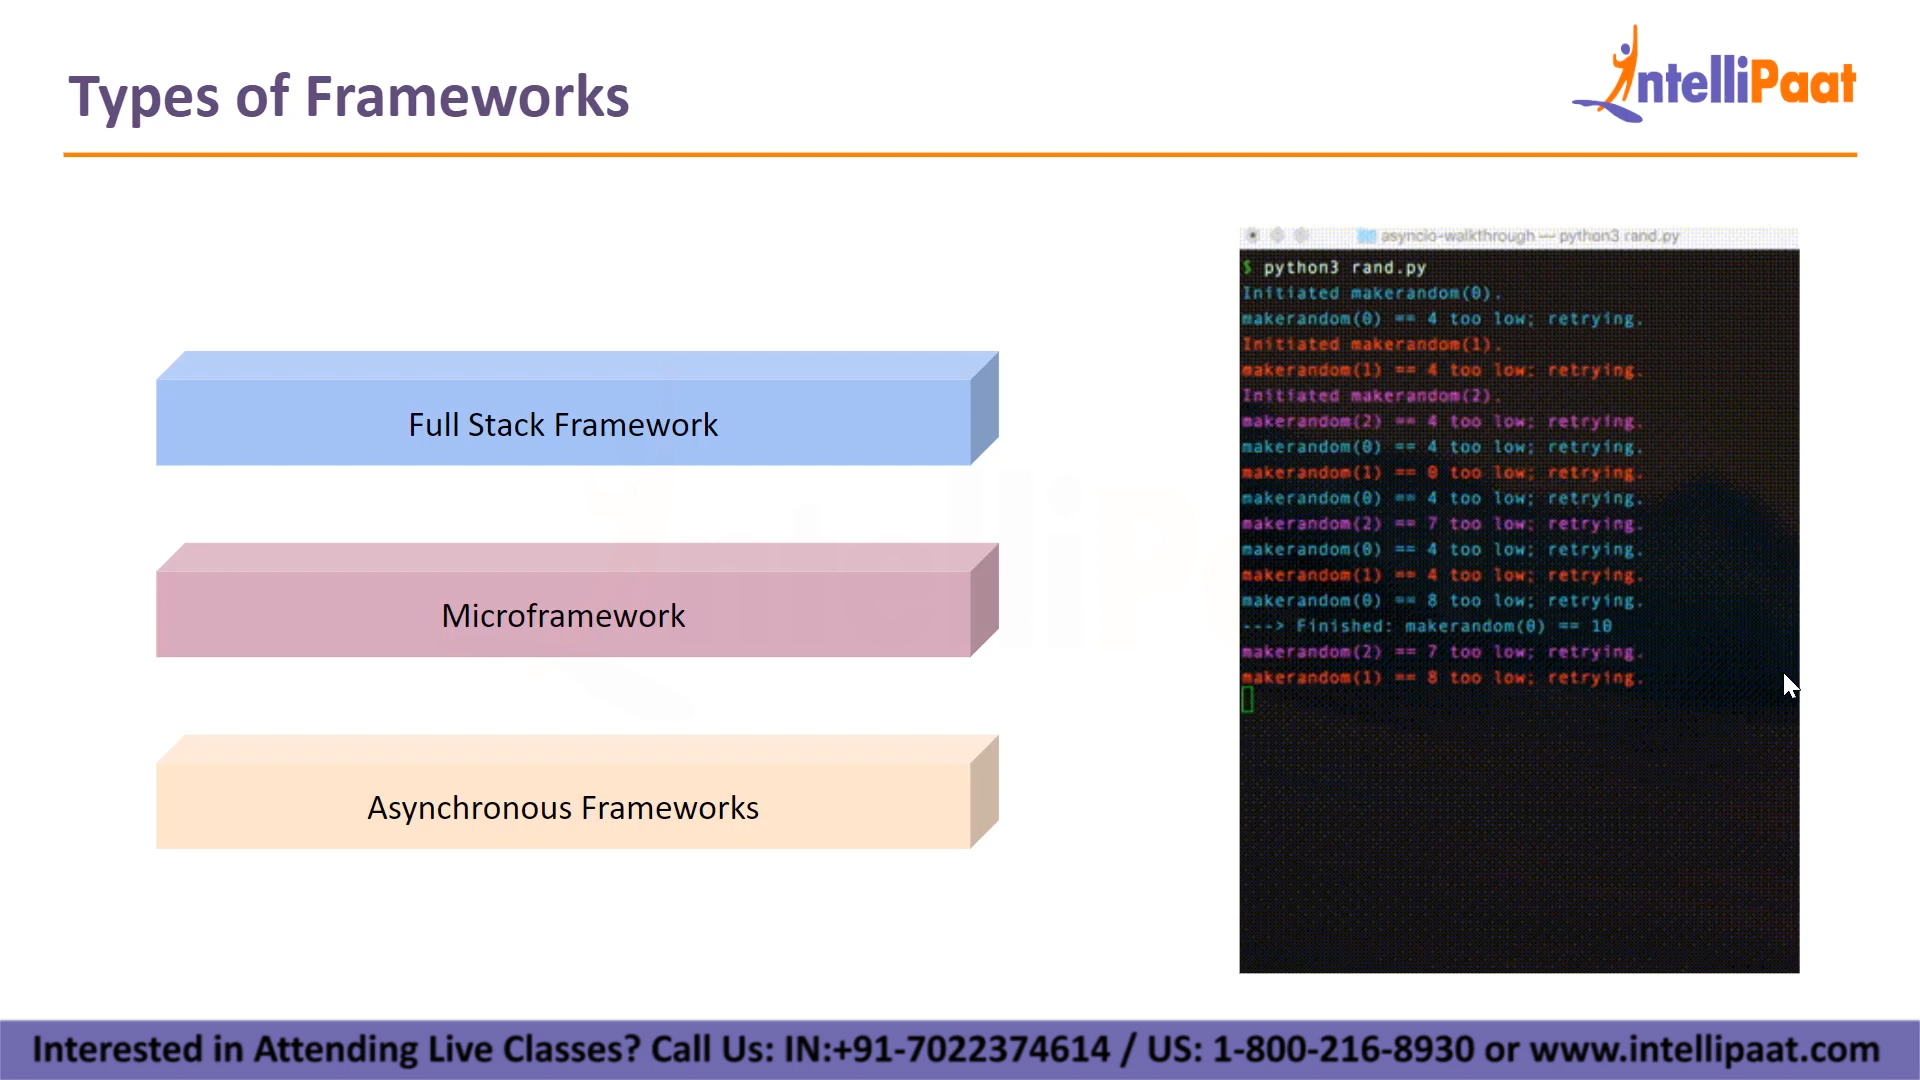 Types of Frameworks
IntelliPaat
Full Stack Framework
Microframework
Asynchronous Frameworks
asyncio-walkthrough — python3 rand.py
$ python3 rand.py
Initiated makerandom(0).
makerandom(0) == 4 too low; retrying.
Initiated makerandom(1).
makerandom(1) == 4 too low; retrying.
Initiated makerandom(2).
makerandom(2) == 4 too low; retrying.
makerandom(0) == 4 too low; retrying.
makerandom(1) == 0 too low; retrying.
makerandom(0) == 4 too low; retrying.
makerandom(2) == 7 too low; retrying.
makerandom(0) == 4 too low; retrying.
makerandom(1) == 4 too low; retrying.
makerandom(0) == 8 too low; retrying.
---> Finished: makerandom(0) == 10
makerandom(2) == 7 too low; retrying.
makerandom(1) == 8 too low; retrying.
Interested in Attending Live Classes? Call Us: IN:+91-7022374614 / US: 1-800-216-8930 or www.intellipaat.com